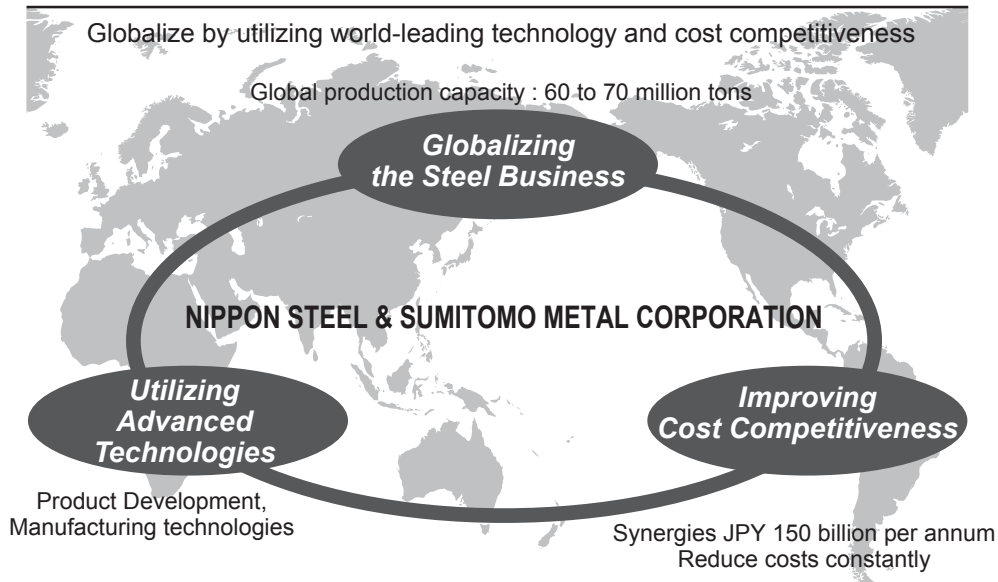 Globalize by utilizing world-leading technology and cost competitiveness
Global production capacity : 60 to 70 million tons
Globalizing
the Steel Business
NIPPON STEEL & SUMITOMO METAL CORPORATION
Utilizing
Advanced
Technologies
Product Development,
Manufacturing technologies
Improving
Cost Competitiveness
Synergies JPY 150 billion per annum
Reduce costs constantly